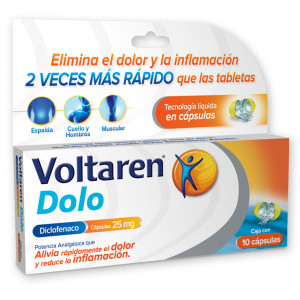 Elimina el dolor y la inflamación
2 VECES MÁS RÁPIDO que las tabletas
Tecnología líquida
en cápsulas
Espalda
Cuello y
Hombros
Muscular
Voltaren
Dolo
Diclofenaco
Cápsulas 25 mg
Potencia Analgésica que
Alivia rápidamente el dolor
y reduce la inflamación.
Caja con
10 cápsulas